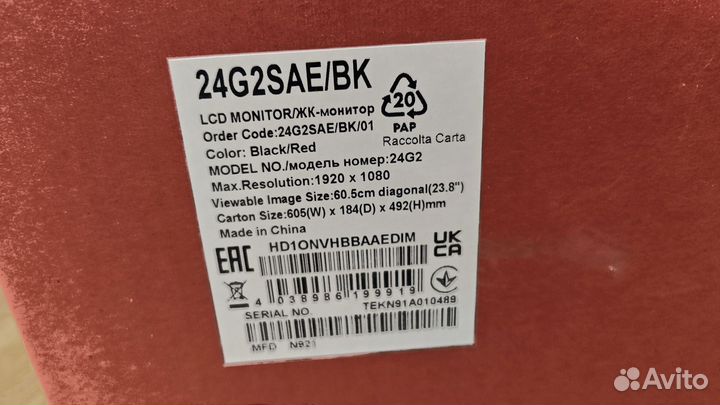 24G2SAE/BK
LCD MONITOR/ЖК-монитор
Order Code:24G2SAE/BK/01
Color: Black/Red
MODEL NO./модель номер:24G2
Max.Resolution: 1920 x 1080
Viewable Image Size: 60.5cm diagonal(23.8")
Carton Size:605(W) x 184(D) x 492(H)mm
Made in China
20
PAP
Raccolta Carta
EAC
HD1ONVHBBAAEDIM
UK
CA
4 038986 199919
SERIAL NO.
TEKN91A010489
MFD N921
Avito